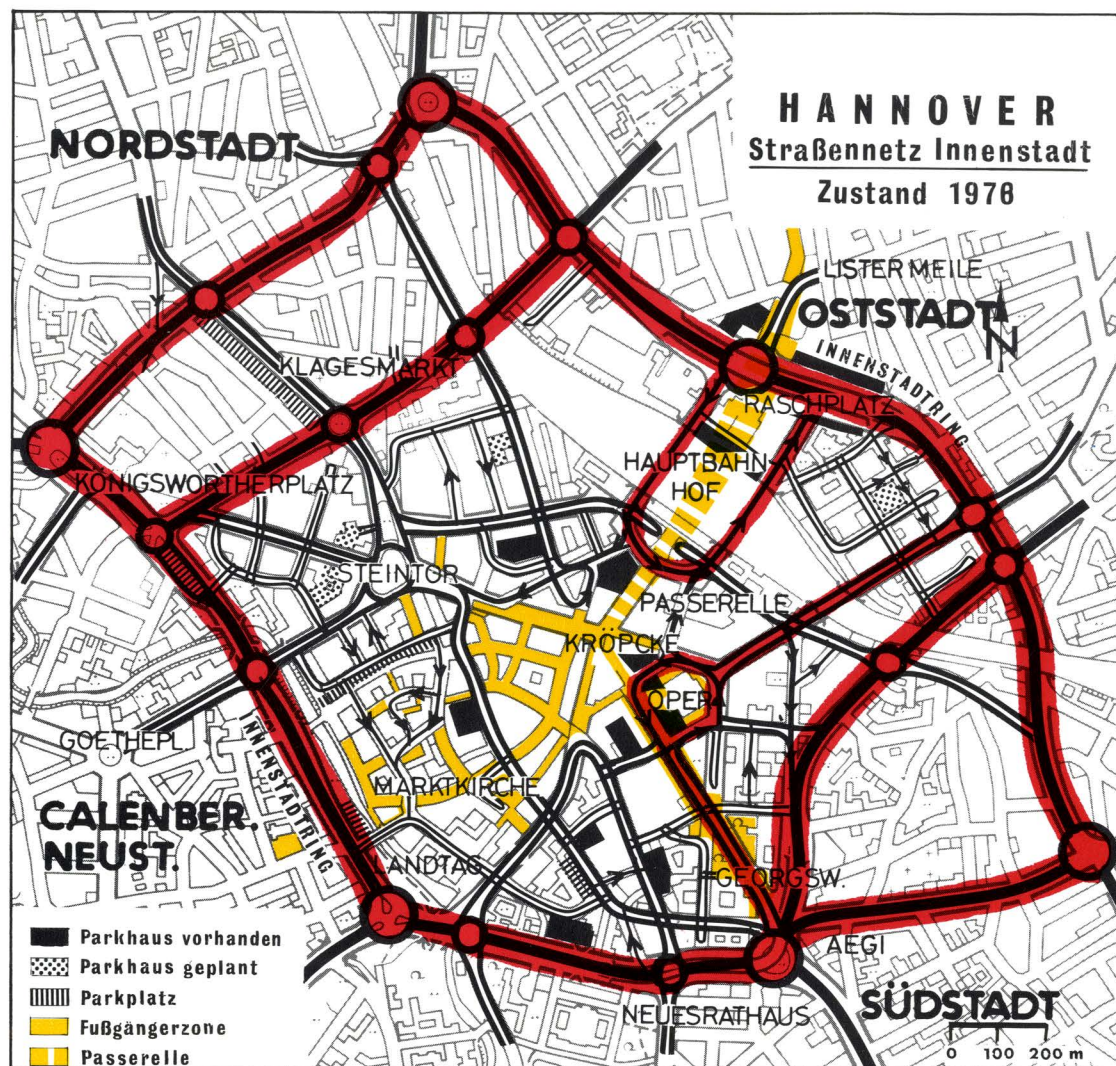 HANNOVER
Straßennetz Innenstadt
Zustand 1976
NORDSTADT
LISTER MEILE
OSTSTADT
N
INNENSTADTRING
KLAGESMARKT
RASCHPLATZ
HAUPTBAHN-
HOF
KÖNIGSWORTHERPLATZ
STEINTOR
PASSERELLE
KRÖPCKE
OPER
GOETHEPL.
INNENSTADTRING
MARKTKIRCHE
CALENBER.
NEUST.
LANDTAG
GEORGSW.
AEGI
NEUESRATHAUS
SÜDSTADT
0 100 200 m
Parkhaus vorhanden
Parkhaus geplant
Parkplatz
Fußgängerzone
Passerelle